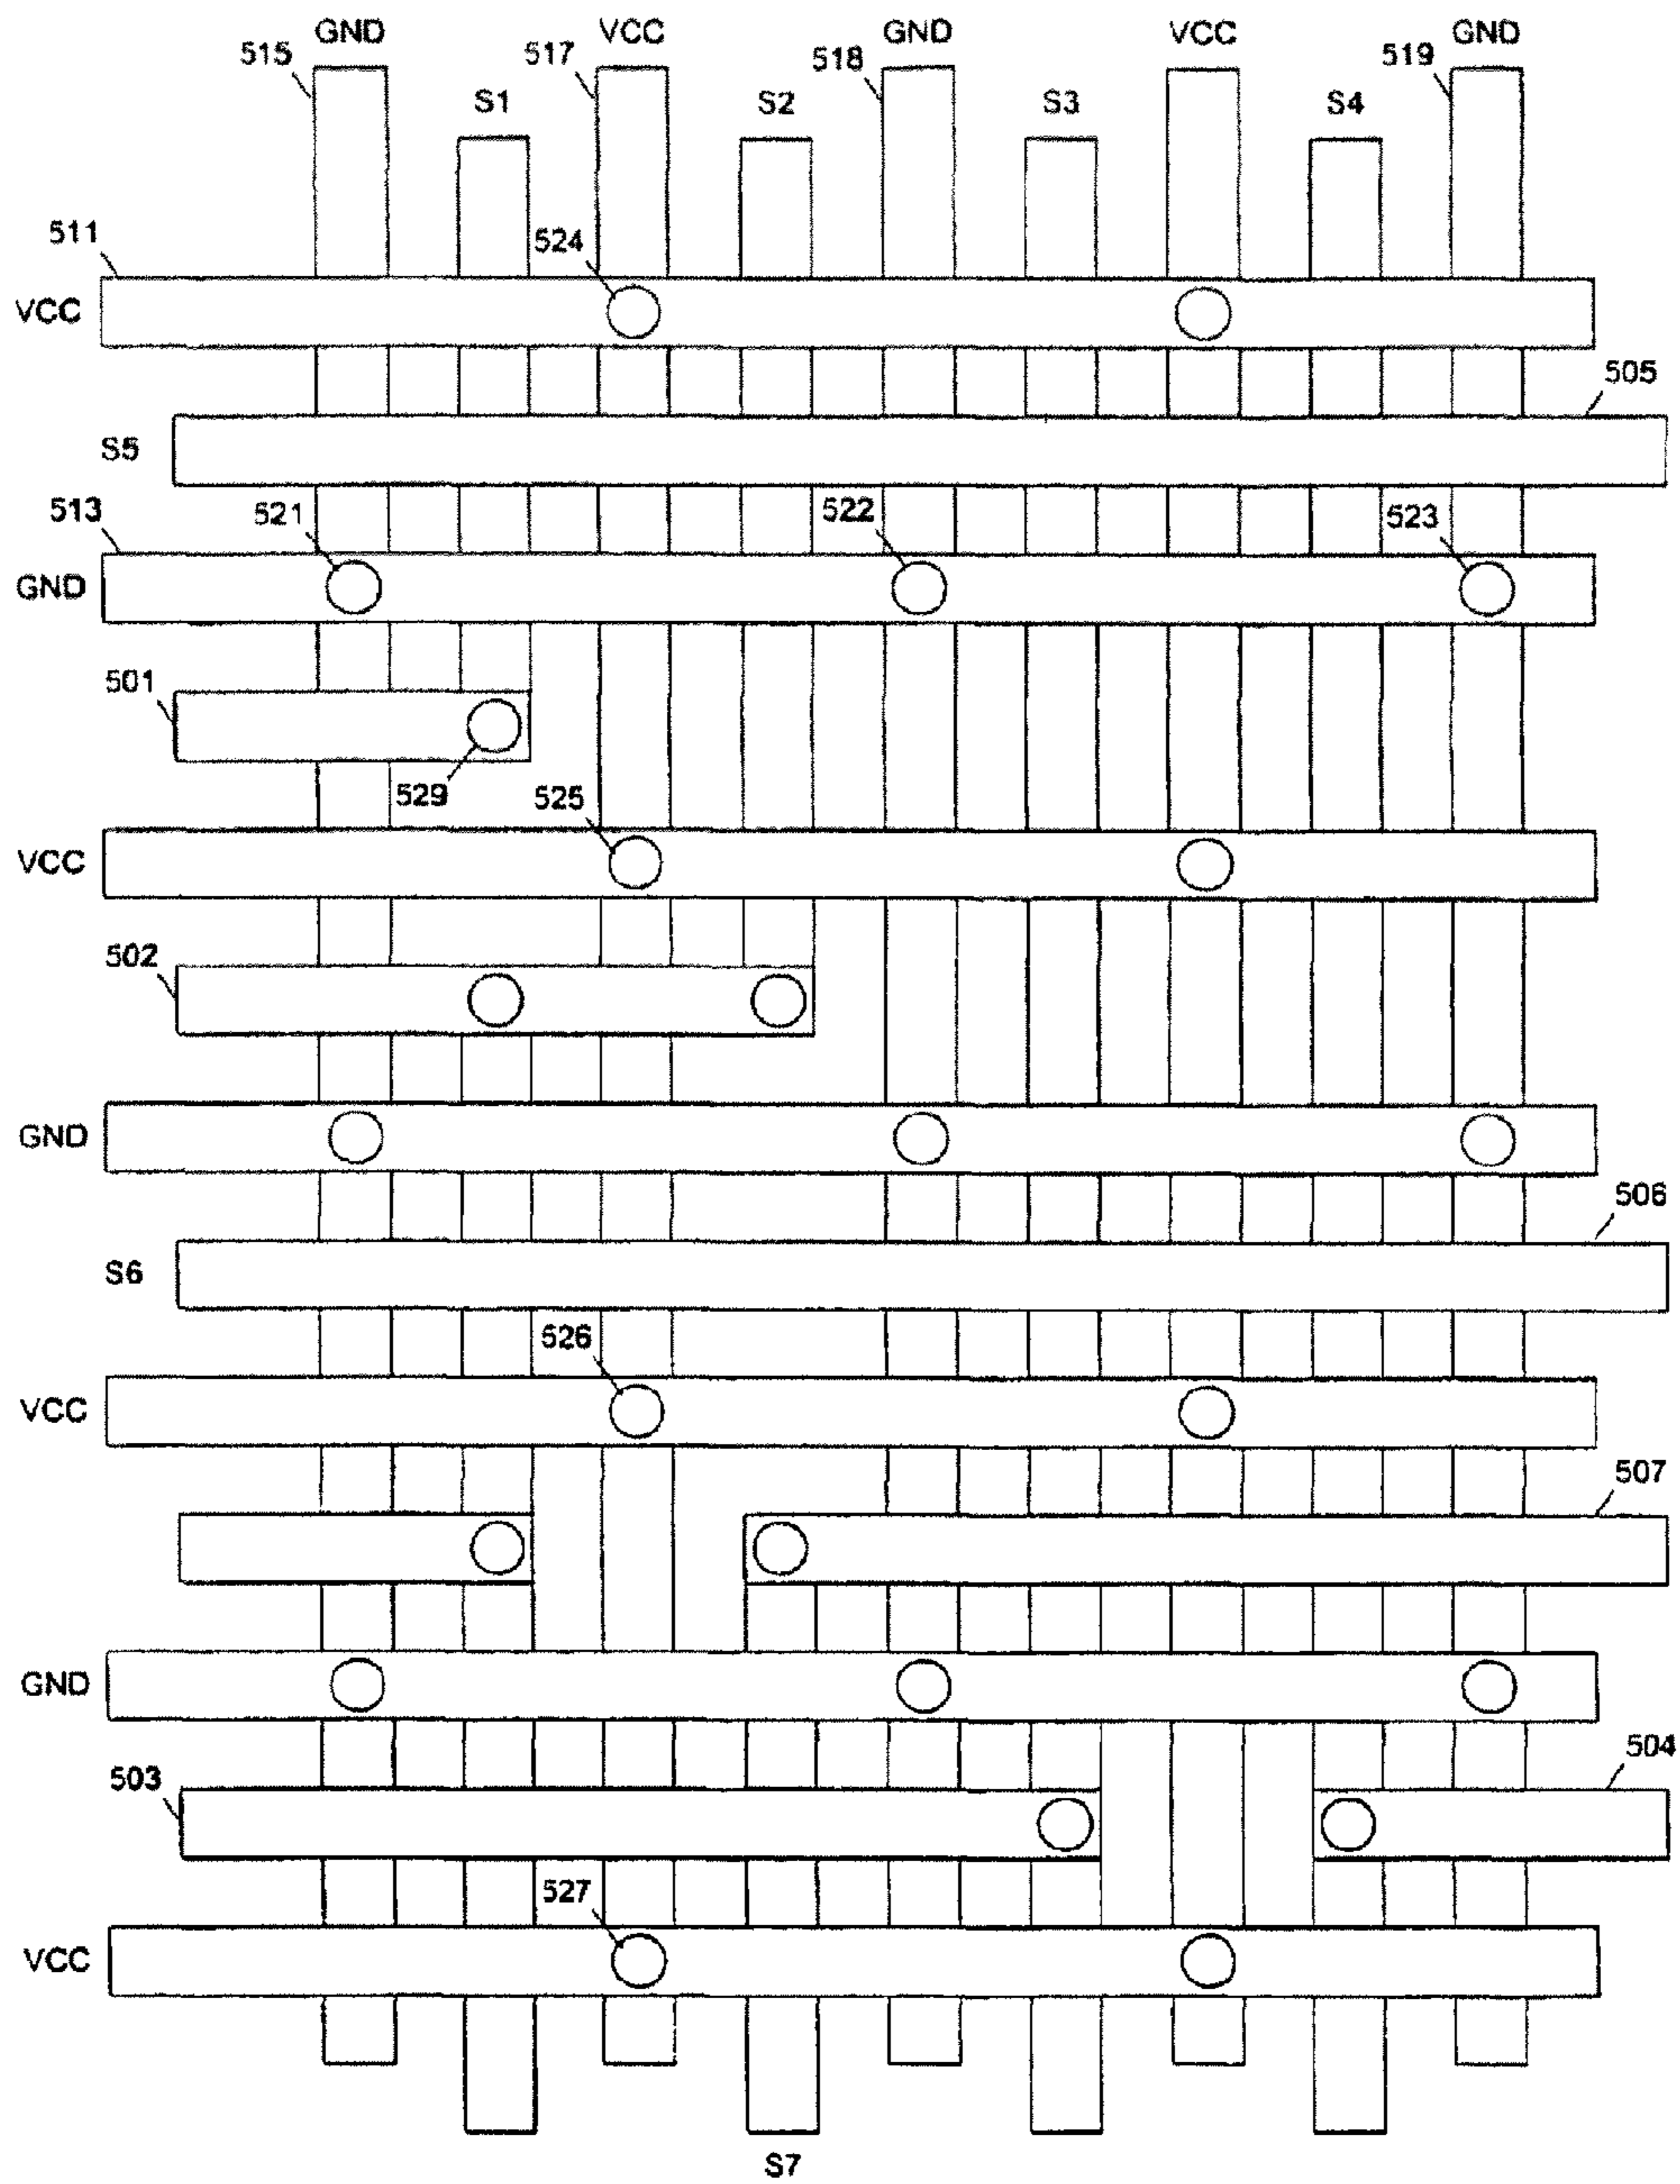 GND VCC GND VCC GND
515 517 518 519
S1 S2 S3 S4
511 524
VCC
505
S5
513 521 522 523
GND
501
529 525
VCC
502
GND
506
S6
526
VCC
507
GND
504
503
527
VCC
S7